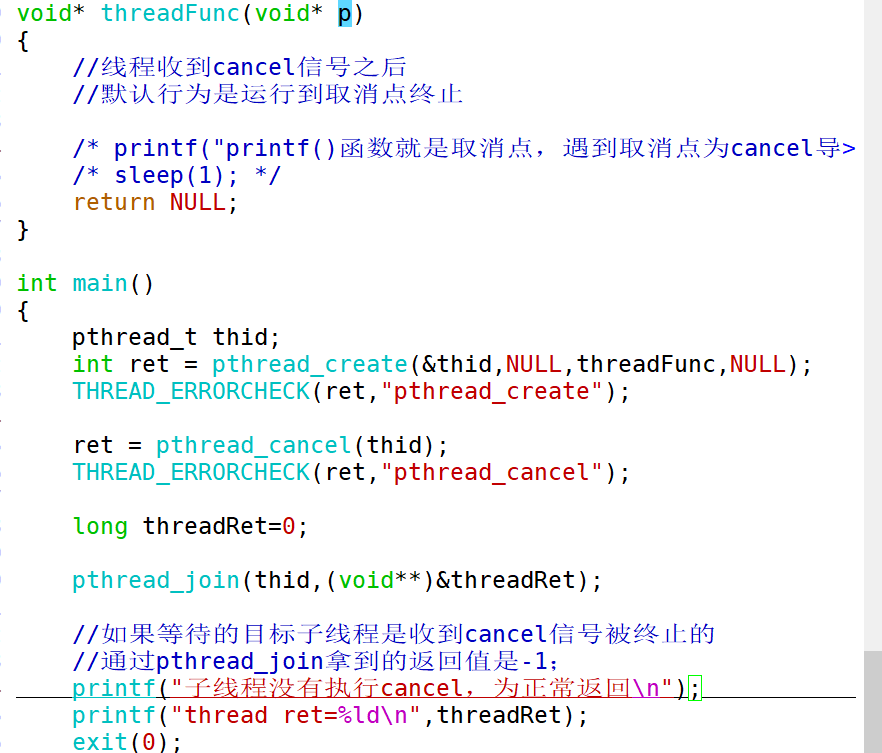 void* threadFunc(void* p)
{
    //线程收到cancel信号之后
    //默认行为是运行到取消点终止

    /* printf("printf()函数就是取消点，遇到取消点为cancel导>
    /* sleep(1); */
    return NULL;
}

int main()
{
    pthread_t thid;
    int ret = pthread_create(&thid,NULL,threadFunc,NULL);
    THREAD_ERRORCHECK(ret,"pthread_create");

    ret = pthread_cancel(thid);
    THREAD_ERRORCHECK(ret,"pthread_cancel");

    long threadRet=0;

    pthread_join(thid,(void**)&threadRet);

    //如果等待的目标子线程是收到cancel信号被终止的
    //通过pthread_join拿到的返回值是-1；
    printf("子线程没有执行cancel，为正常返回\n");
    printf("thread ret=%ld\n",threadRet);
    exit(0);